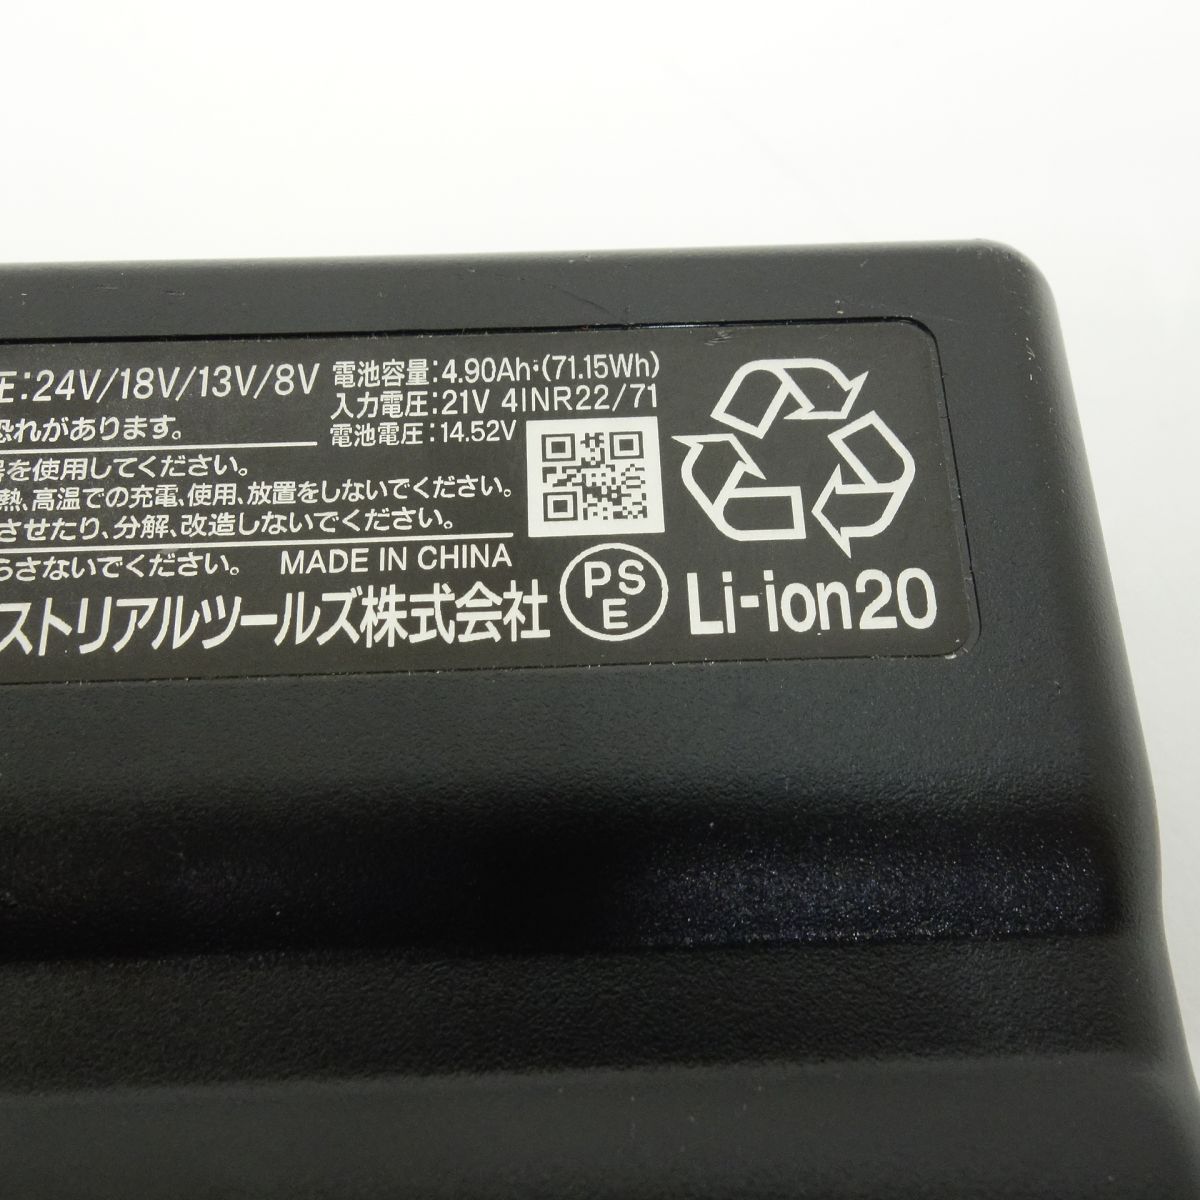 圧:24V/18V/13V/8V
恐れがあります。
を使用してください。
熱、高温での充電、使用、放置をしないでください。
させたり、分解、改造しないでください。
らさないでください。 MADE IN CHINA
ストリアルツールズ株式会社
電池容量:4.90Ah (71.15Wh)
入力電圧:21V 4INR22/71
電池電圧:14.52V
PSE
Li-ion20